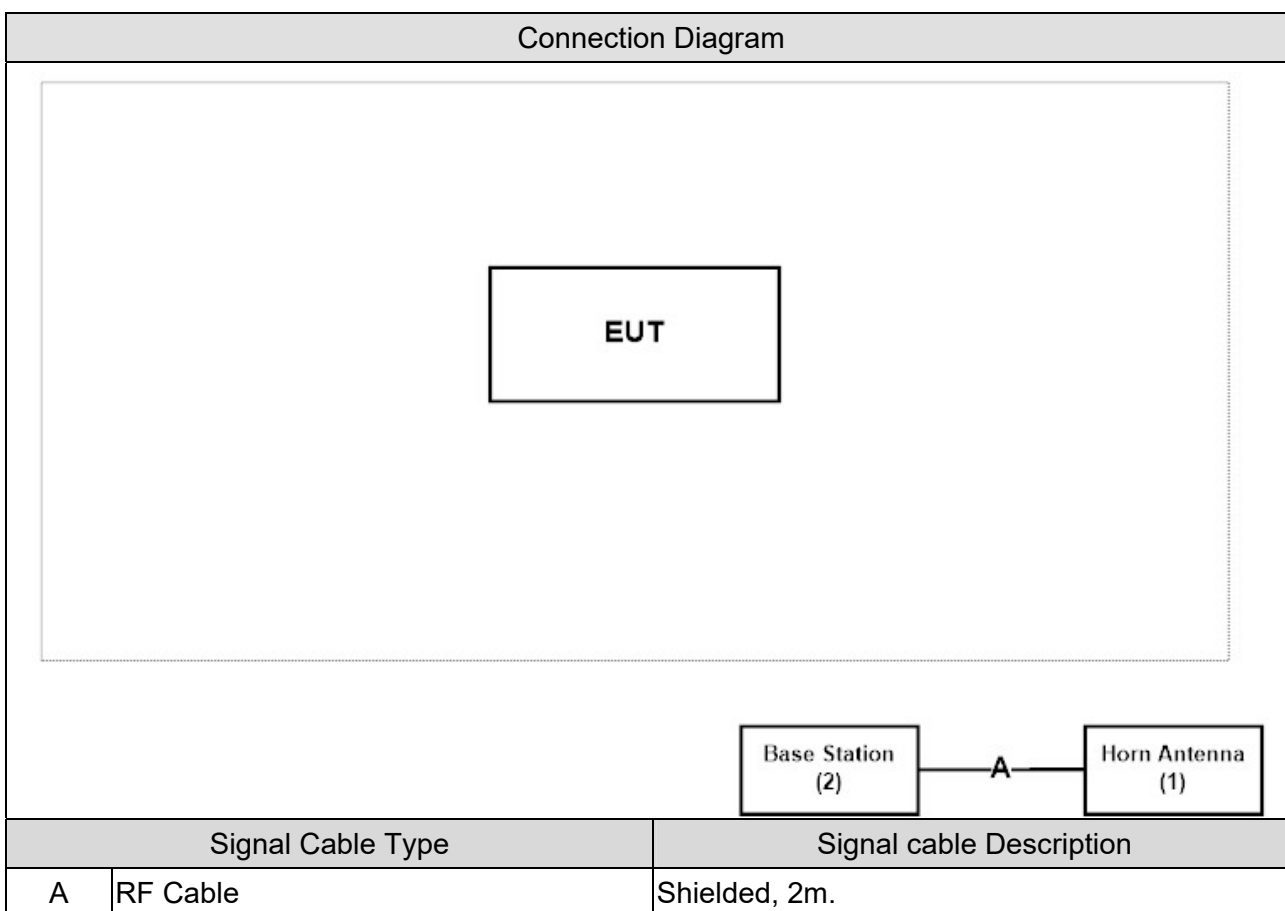 Connection Diagram
EUT
Base Station
(2)
A
Horn Antenna
(1)
Signal Cable Type Signal cable Description
A RF Cable Shielded, 2m.